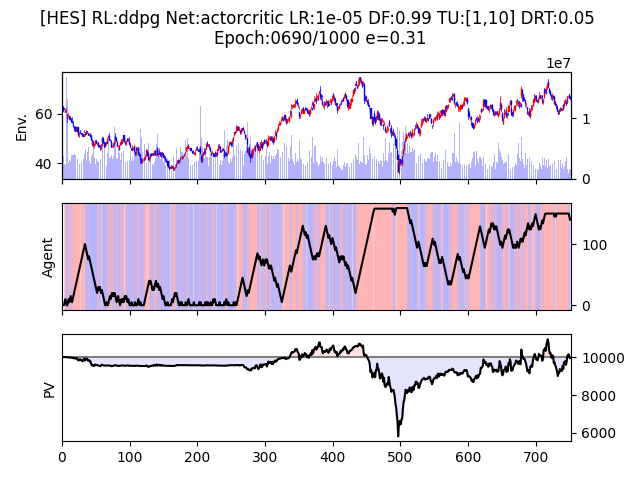 [HES] RL:ddpg Net:actorcritic LR:1e-05 DF:0.99 TU:[1,10] DRT:0.05
Epoch:0690/1000 e=0.31
1e7
Env.
60
40
1
0
Agent
100
0
PV
10000
8000
6000
0 100 200 300 400 500 600 700